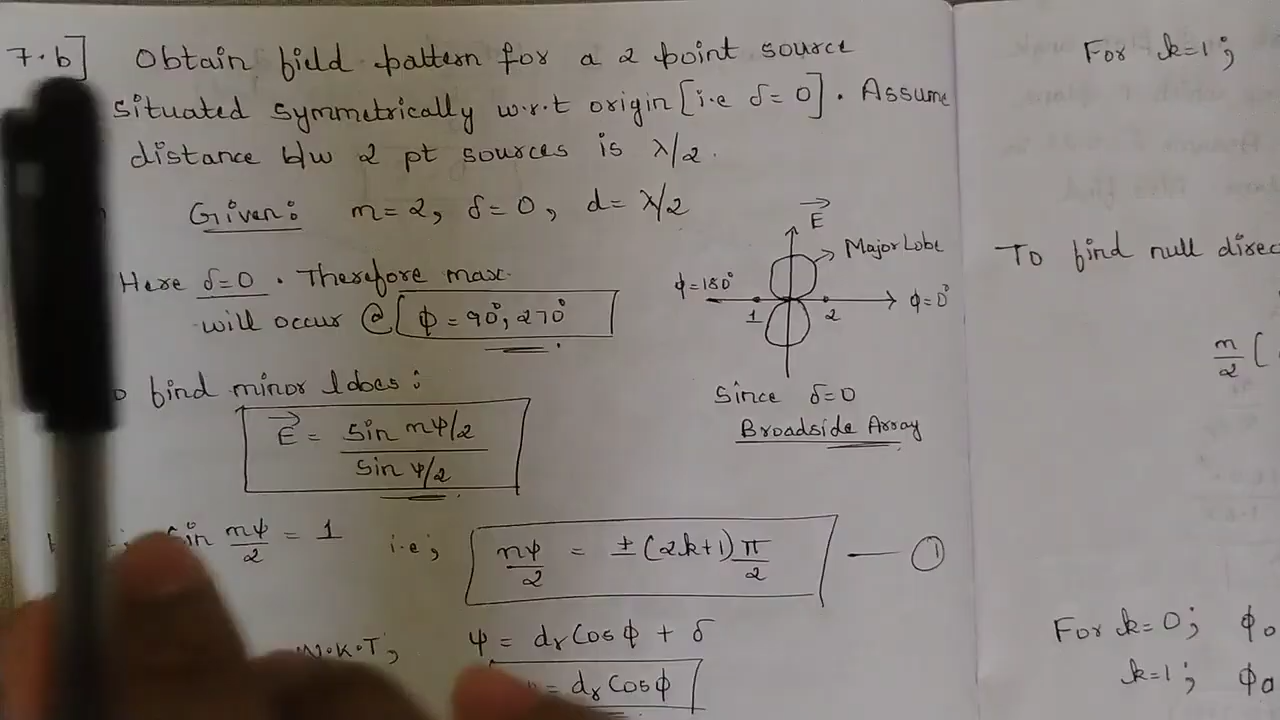 7.b] Obtain field pattern for a 2 point source
situated symmetrically w.r.t origin [i.e δ = 0]. Assume
distance b/w 2 pt sources is λ/2.
Given: n = 2, δ = 0, d = λ/2
Here δ = 0. Therefore max.
will occur @ φ = 90°, 270°
E
Major Lobe
φ = 180°
φ = 0°
1 2
Since δ = 0
Broadside Array
o find minor lobes:
E = sin nψ/2 / sin ψ/2
sin nψ/2 = 1 i.e; nψ/2 = ±(2k+1) π/2 — ①
W.K.T; ψ = dr Cos φ + δ
= dr Cos φ
For k=1;
To find null direc
n/2 (
For k=0; φ0
k=1; φ0